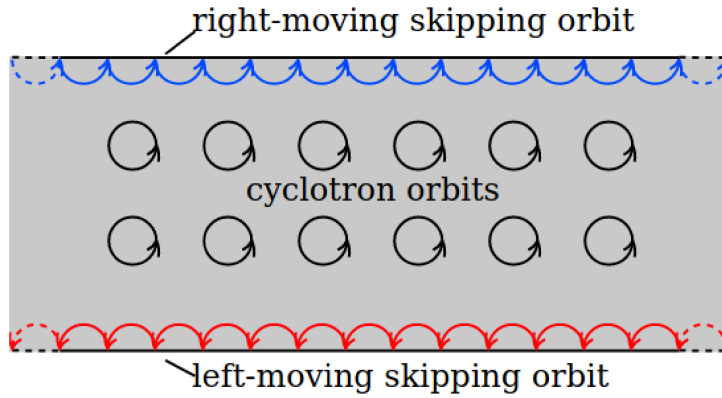 right-moving skipping orbit
cyclotron orbits
left-moving skipping orbit